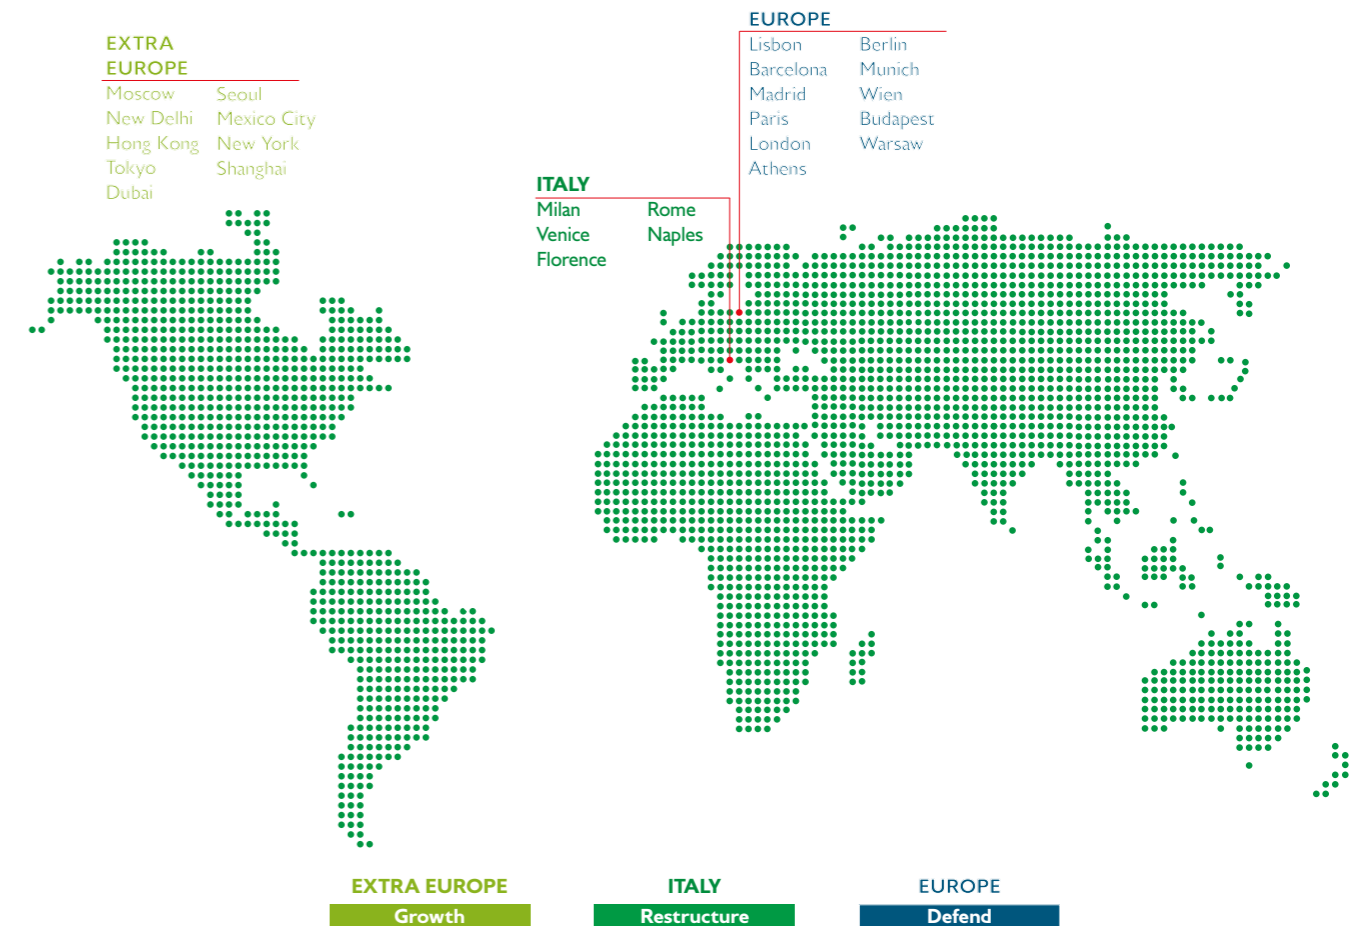 EXTRA
EUROPE
Moscow Seoul
New Delhi Mexico City
Hong Kong New York
Tokyo Shanghai
Dubai
EUROPE
Lisbon Berlin
Barcelona Munich
Madrid Wien
Paris Budapest
London Warsaw
Athens
ITALY
Milan Rome
Venice Naples
Florence
EXTRA EUROPE ITALY EUROPE
Growth Restructure Defend